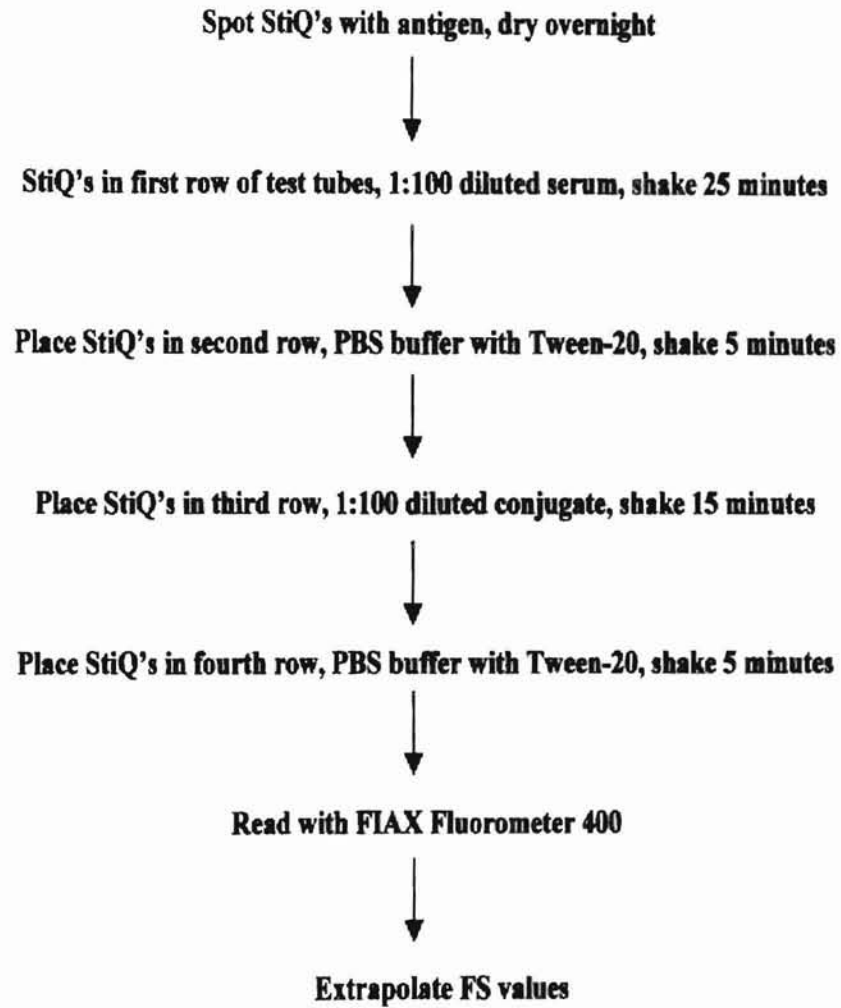 Spot StiQ's with antigen, dry overnight
StiQ's in first row of test tubes, 1:100 diluted serum, shake 25 minutes
Place StiQ's in second row, PBS buffer with Tween-20, shake 5 minutes
Place StiQ's in third row, 1:100 diluted conjugate, shake 15 minutes
Place StiQ's in fourth row, PBS buffer with Tween-20, shake 5 minutes
Read with FIAX Fluorometer 400
Extrapolate FS values